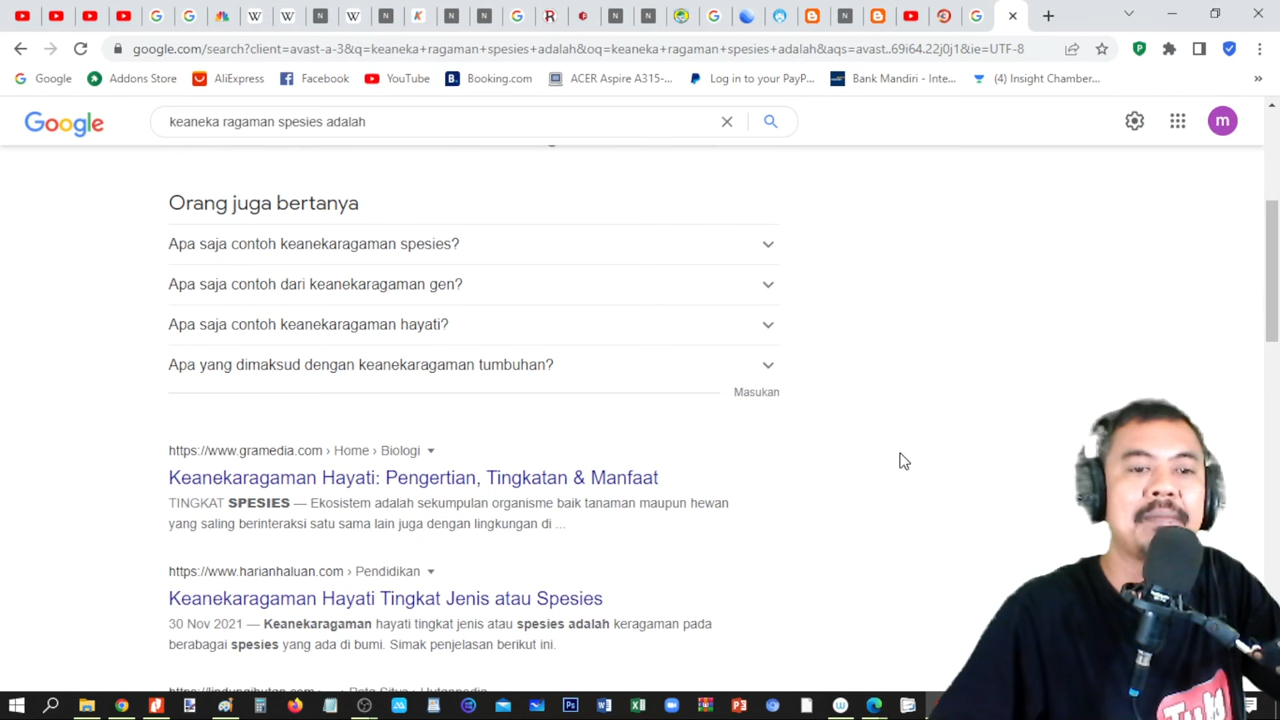 google.com/search?client=avast-a-3&q=keaneka+ragaman+spesies+adalah&oq=keaneka+ragaman+spesies+adalah&aqs=avast..69i64.22j0j1&ie=UTF-8
Google
Addons Store
AliExpress
Facebook
YouTube
Booking.com
ACER Aspire A315-...
Log in to your PayP...
Bank Mandiri - Inte...
(4) Insight Chamber...
Google
keaneka ragaman spesies adalah
m
Orang juga bertanya
Apa saja contoh keanekaragaman spesies?
Apa saja contoh dari keanekaragaman gen?
Apa saja contoh keanekaragaman hayati?
Apa yang dimaksud dengan keanekaragaman tumbuhan?
Masukan
https://www.gramedia.com › Home › Biologi
Keanekaragaman Hayati: Pengertian, Tingkatan & Manfaat
TINGKAT SPESIES — Ekosistem adalah sekumpulan organisme baik tanaman maupun hewan
yang saling berinteraksi satu sama lain juga dengan lingkungan di ...
https://www.harianhaluan.com › Pendidikan
Keanekaragaman Hayati Tingkat Jenis atau Spesies
30 Nov 2021 — Keanekaragaman hayati tingkat jenis atau spesies adalah keragaman pada
berabagai spesies yang ada di bumi. Simak penjelasan berikut ini.